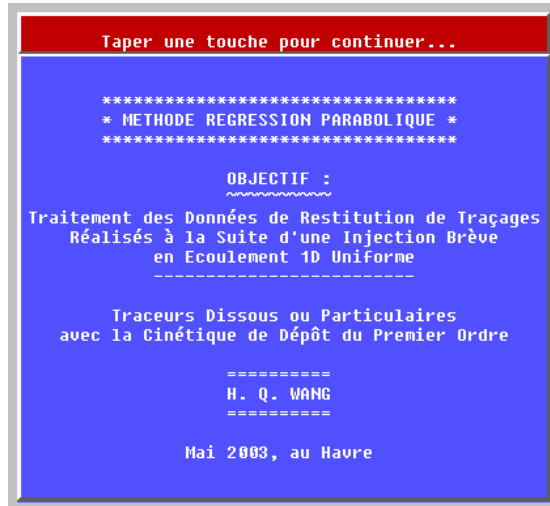 Taper une touche pour continuer...
**********************************
* METHODE REGRESSION PARABOLIQUE *
**********************************
OBJECTIF :
~~~~~~~~~~
Traitement des Données de Restitution de Traçages
Réalisés à la Suite d'une Injection Brève
en Ecoulement 1D Uniforme
-------------------------
Traceurs Dissous ou Particulaires
avec la Cinétique de Dépôt du Premier Ordre
==========
H. Q. WANG
==========
Mai 2003, au Havre